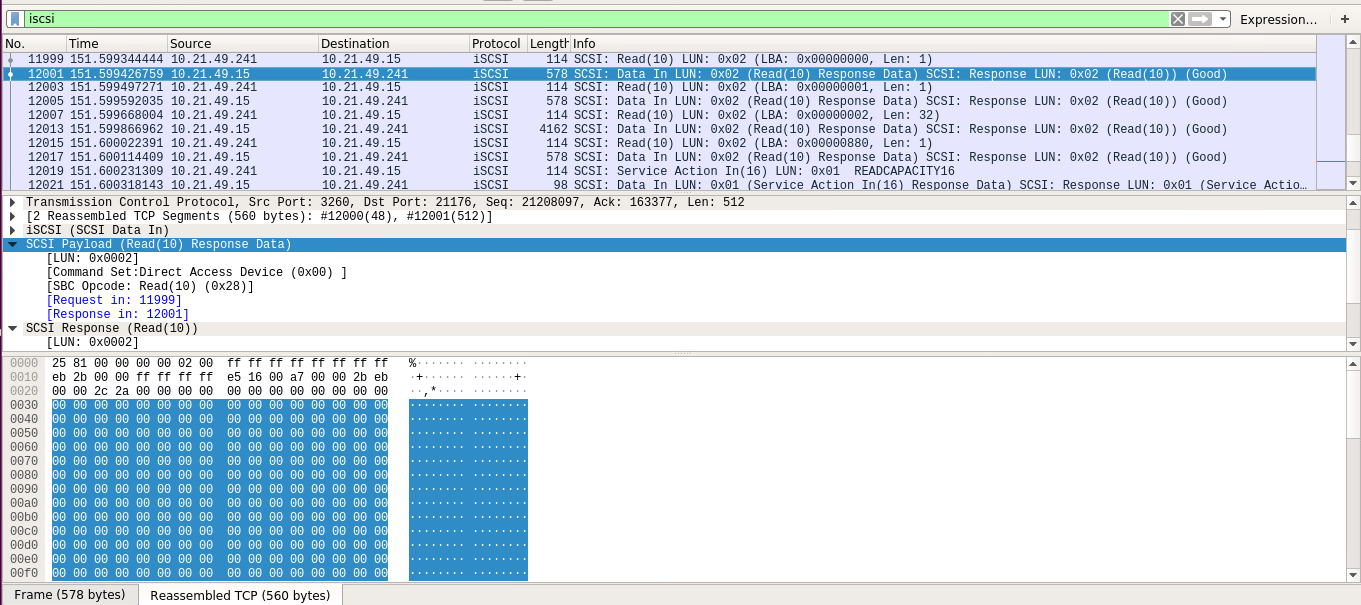 iscsi Expression... +
No. Time Source Destination Protocol Length Info
11999 151.599344444 10.21.49.241 10.21.49.15 iSCSI 114 SCSI: Read(10) LUN: 0x02 (LBA: 0x00000000, Len: 1)
12001 151.599426759 10.21.49.15 10.21.49.241 iSCSI 578 SCSI: Data In LUN: 0x02 (Read(10) Response Data) SCSI: Response LUN: 0x02 (Read(10)) (Good)
12003 151.599497271 10.21.49.241 10.21.49.15 iSCSI 114 SCSI: Read(10) LUN: 0x02 (LBA: 0x00000001, Len: 1)
12005 151.599592035 10.21.49.15 10.21.49.241 iSCSI 578 SCSI: Data In LUN: 0x02 (Read(10) Response Data) SCSI: Response LUN: 0x02 (Read(10)) (Good)
12007 151.599668004 10.21.49.241 10.21.49.15 iSCSI 114 SCSI: Read(10) LUN: 0x02 (LBA: 0x00000002, Len: 32)
12013 151.599866962 10.21.49.15 10.21.49.241 iSCSI 4162 SCSI: Data In LUN: 0x02 (Read(10) Response Data) SCSI: Response LUN: 0x02 (Read(10)) (Good)
12015 151.600022391 10.21.49.241 10.21.49.15 iSCSI 114 SCSI: Read(10) LUN: 0x02 (LBA: 0x00000880, Len: 1)
12017 151.600114409 10.21.49.15 10.21.49.241 iSCSI 578 SCSI: Data In LUN: 0x02 (Read(10) Response Data) SCSI: Response LUN: 0x02 (Read(10)) (Good)
12019 151.600231309 10.21.49.241 10.21.49.15 iSCSI 114 SCSI: Service Action In(16) LUN: 0x01 READCAPACITY16
12021 151.600318143 10.21.49.15 10.21.49.241 iSCSI 98 SCSI: Data In LUN: 0x01 (Service Action In(16) Response Data) SCSI: Response LUN: 0x01 (Service Actio...
Transmission Control Protocol, Src Port: 3260, Dst Port: 21176, Seq: 21208097, Ack: 163377, Len: 512
[2 Reassembled TCP Segments (560 bytes): #12000(48), #12001(512)]
iSCSI (SCSI Data In)
SCSI Payload (Read(10) Response Data)
[LUN: 0x0002]
[Command Set:Direct Access Device (0x00) ]
[SBC Opcode: Read(10) (0x28)]
[Request in: 11999]
[Response in: 12001]
SCSI Response (Read(10))
[LUN: 0x0002]
0000 25 81 00 00 00 00 02 00 ff ff ff ff ff ff ff ff %······· ········
0010 eb 2b 00 00 ff ff ff ff e5 16 00 a7 00 00 2b eb ·+······ ······+·
0020 00 00 2c 2a 00 00 00 00 00 00 00 00 00 00 00 00 ··,*···· ········
0030 00 00 00 00 00 00 00 00 00 00 00 00 00 00 00 00 ········ ········
0040 00 00 00 00 00 00 00 00 00 00 00 00 00 00 00 00 ········ ········
0050 00 00 00 00 00 00 00 00 00 00 00 00 00 00 00 00 ········ ········
0060 00 00 00 00 00 00 00 00 00 00 00 00 00 00 00 00 ········ ········
0070 00 00 00 00 00 00 00 00 00 00 00 00 00 00 00 00 ········ ········
0080 00 00 00 00 00 00 00 00 00 00 00 00 00 00 00 00 ········ ········
0090 00 00 00 00 00 00 00 00 00 00 00 00 00 00 00 00 ········ ········
00a0 00 00 00 00 00 00 00 00 00 00 00 00 00 00 00 00 ········ ········
00b0 00 00 00 00 00 00 00 00 00 00 00 00 00 00 00 00 ········ ········
00c0 00 00 00 00 00 00 00 00 00 00 00 00 00 00 00 00 ········ ········
00d0 00 00 00 00 00 00 00 00 00 00 00 00 00 00 00 00 ········ ········
00e0 00 00 00 00 00 00 00 00 00 00 00 00 00 00 00 00 ········ ········
00f0 00 00 00 00 00 00 00 00 00 00 00 00 00 00 00 00 ········ ········
Frame (578 bytes) Reassembled TCP (560 bytes)